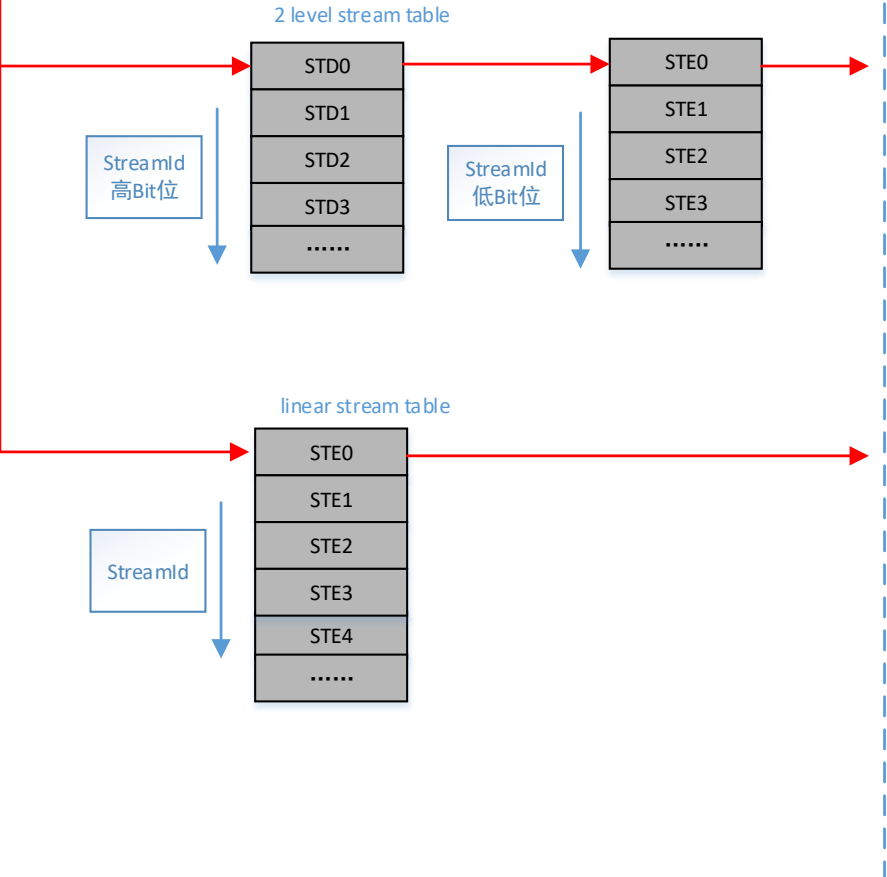 2 level stream table
STD0
STD1
STD2
STD3
……
StreamId
高Bit位
STE0
STE1
STE2
STE3
……
StreamId
低Bit位
linear stream table
STE0
STE1
STE2
STE3
STE4
……
StreamId